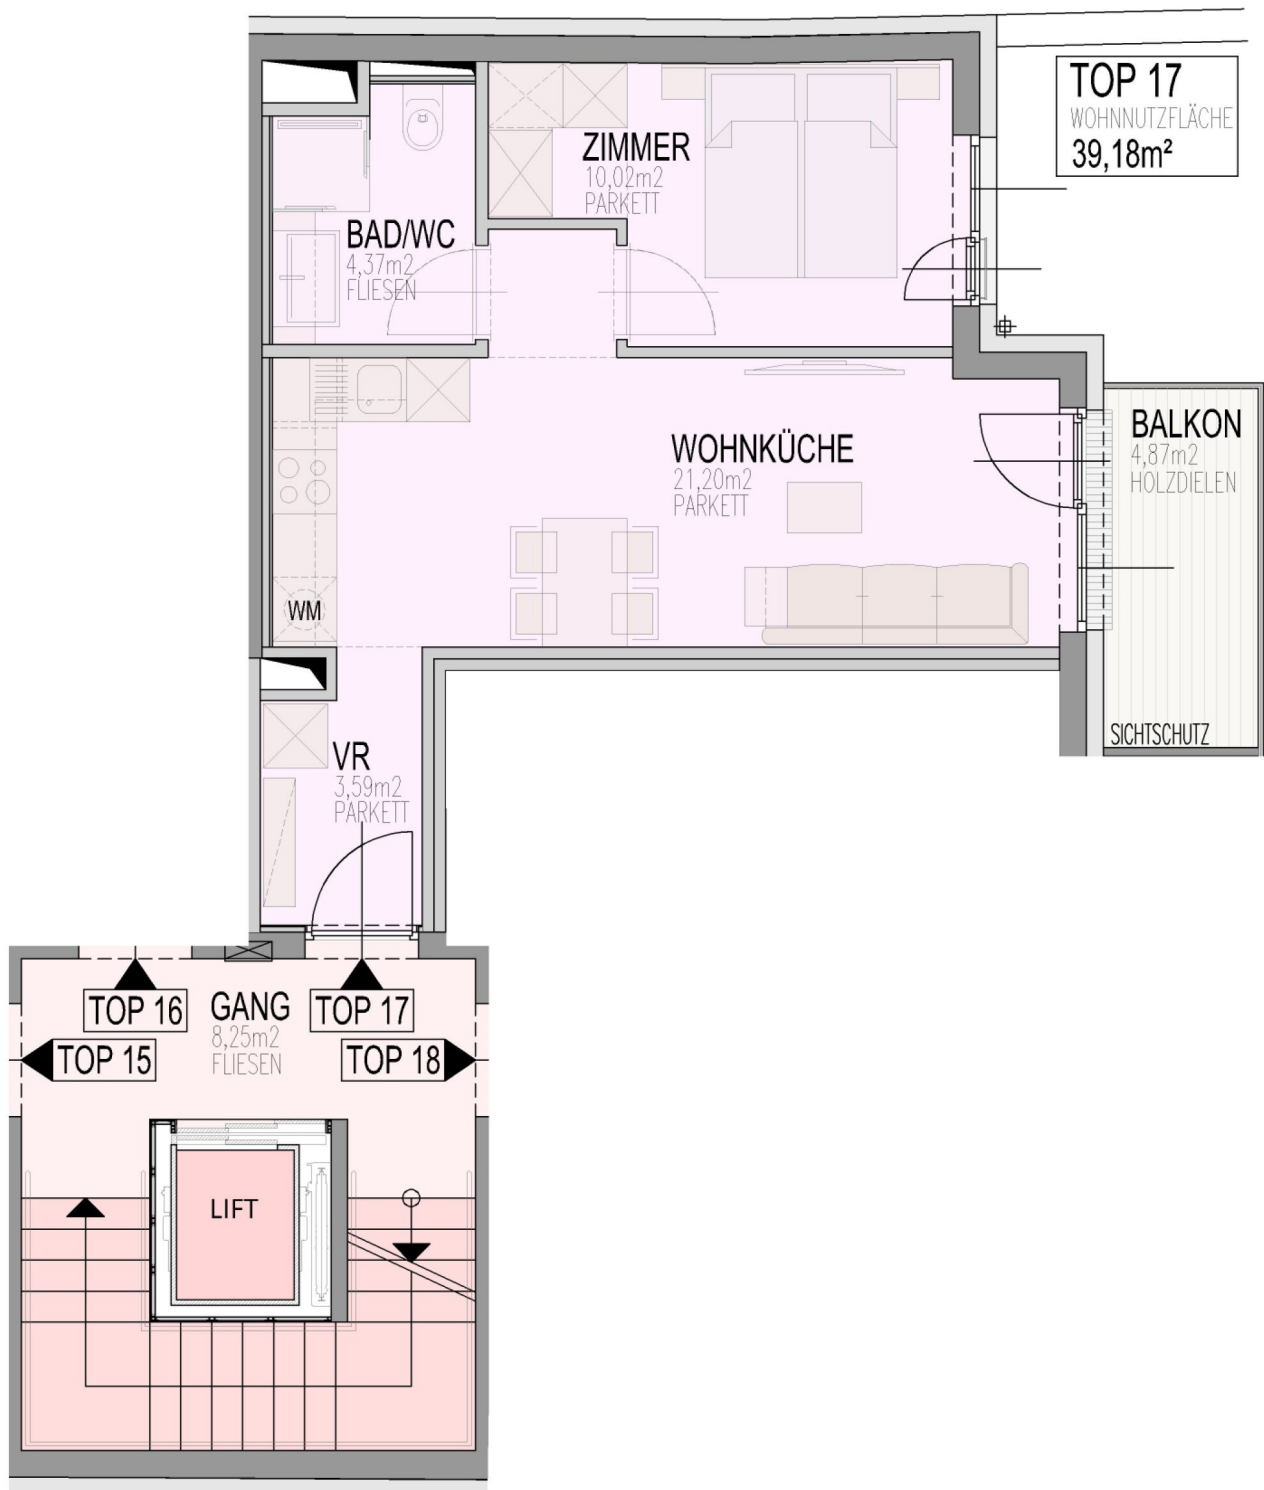 TOP 17
WOHNNUTZFLÄCHE
39,18m²
ZIMMER
10,02m2
PARKETT
BAD/WC
4,37m2
FLIESEN
WOHNKÜCHE
21,20m2
PARKETT
BALKON
4,87m2
HOLZDIELEN
WM
SICHTSCHUTZ
VR
3,59m2
PARKETT
TOP 16
GANG
8,25m2
FLIESEN
TOP 17
TOP 15
TOP 18
LIFT